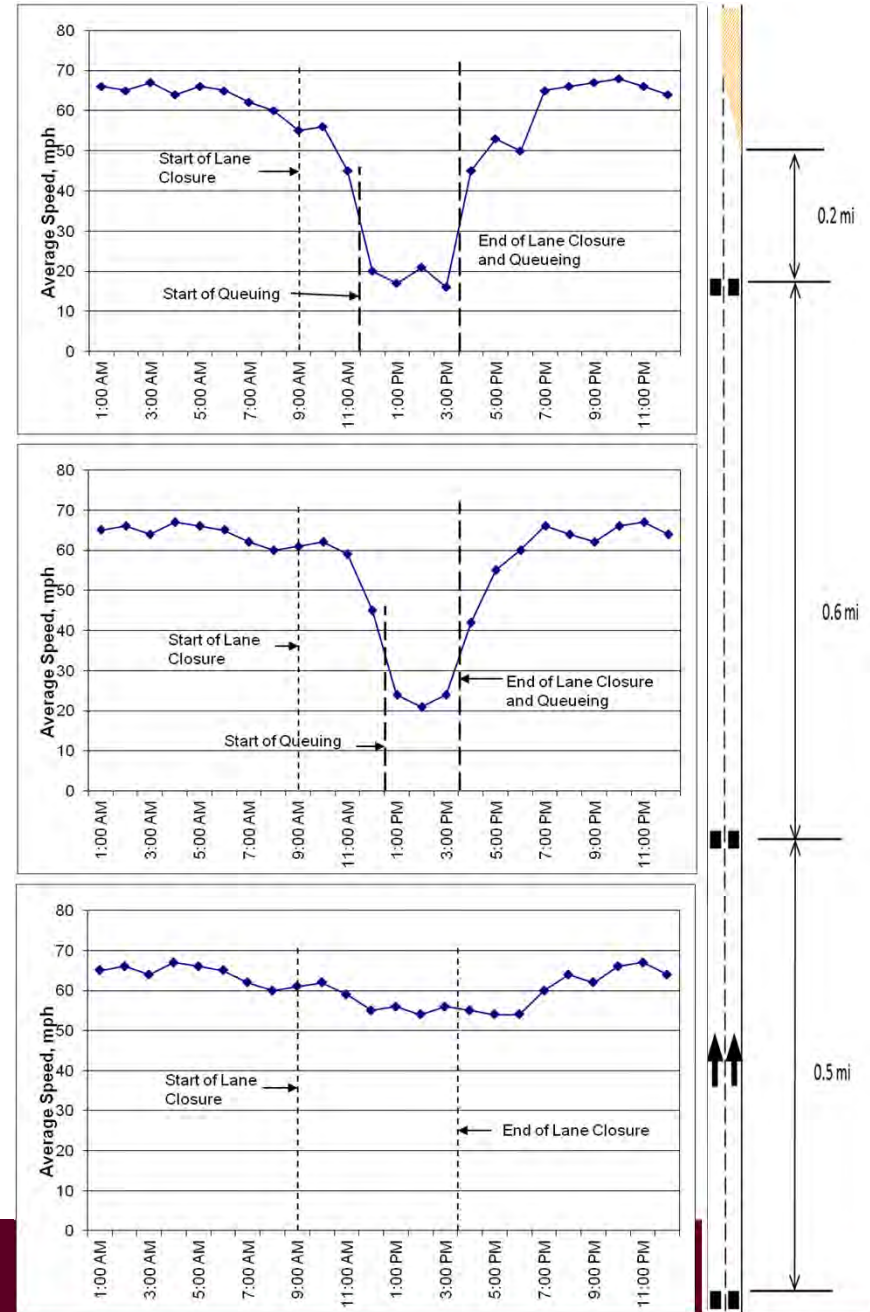 80
70
60
50
40
30
20
10
0
Average Speed, mph
Start of Lane
Closure
Start of Queuing
End of Lane Closure
and Queueing
1:00 AM
3:00 AM
5:00 AM
7:00 AM
9:00 AM
11:00 AM
1:00 PM
3:00 PM
5:00 PM
7:00 PM
9:00 PM
11:00 PM
80
70
60
50
40
30
20
10
0
Average Speed, mph
Start of Lane
Closure
Start of Queuing
End of Lane Closure
and Queueing
1:00 AM
3:00 AM
5:00 AM
7:00 AM
9:00 AM
11:00 AM
1:00 PM
3:00 PM
5:00 PM
7:00 PM
9:00 PM
11:00 PM
80
70
60
50
40
30
20
10
0
Average Speed, mph
Start of Lane
Closure
End of Lane Closure
1:00 AM
3:00 AM
5:00 AM
7:00 AM
9:00 AM
11:00 AM
1:00 PM
3:00 PM
5:00 PM
7:00 PM
9:00 PM
11:00 PM
0.2 mi
0.6 mi
0.5 mi